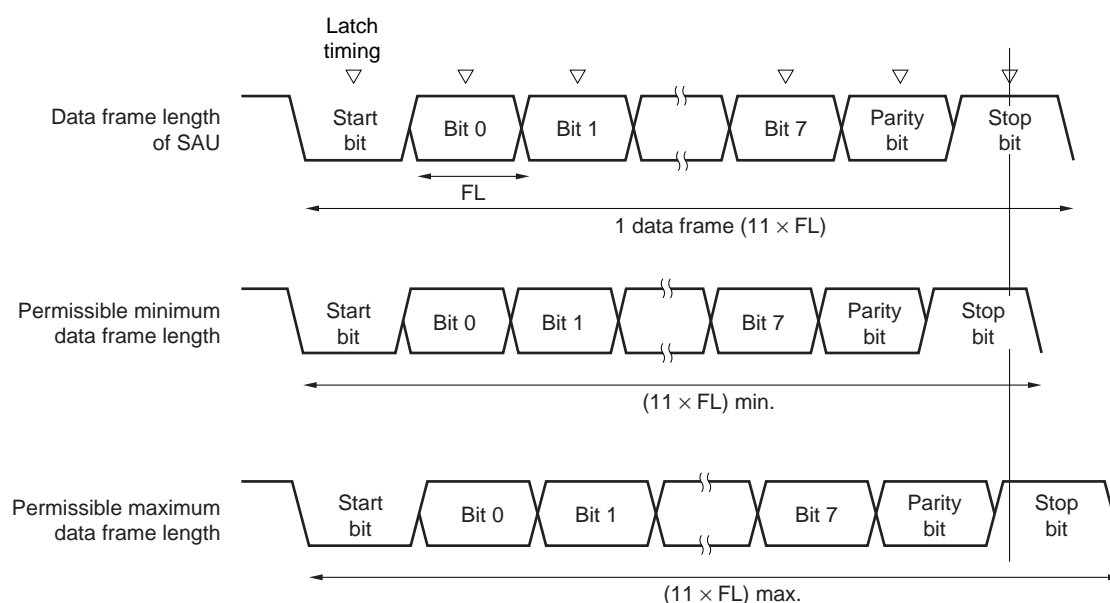 Latch
timing
Data frame length
of SAU
Start
bit
Bit 0
Bit 1
Bit 7
Parity
bit
Stop
bit
FL
1 data frame (11 × FL)
Permissible minimum
data frame length
Start
bit
Bit 0
Bit 1
Bit 7
Parity
bit
Stop
bit
(11 × FL) min.
Permissible maximum
data frame length
Start
bit
Bit 0
Bit 1
Bit 7
Parity
bit
Stop
bit
(11 × FL) max.